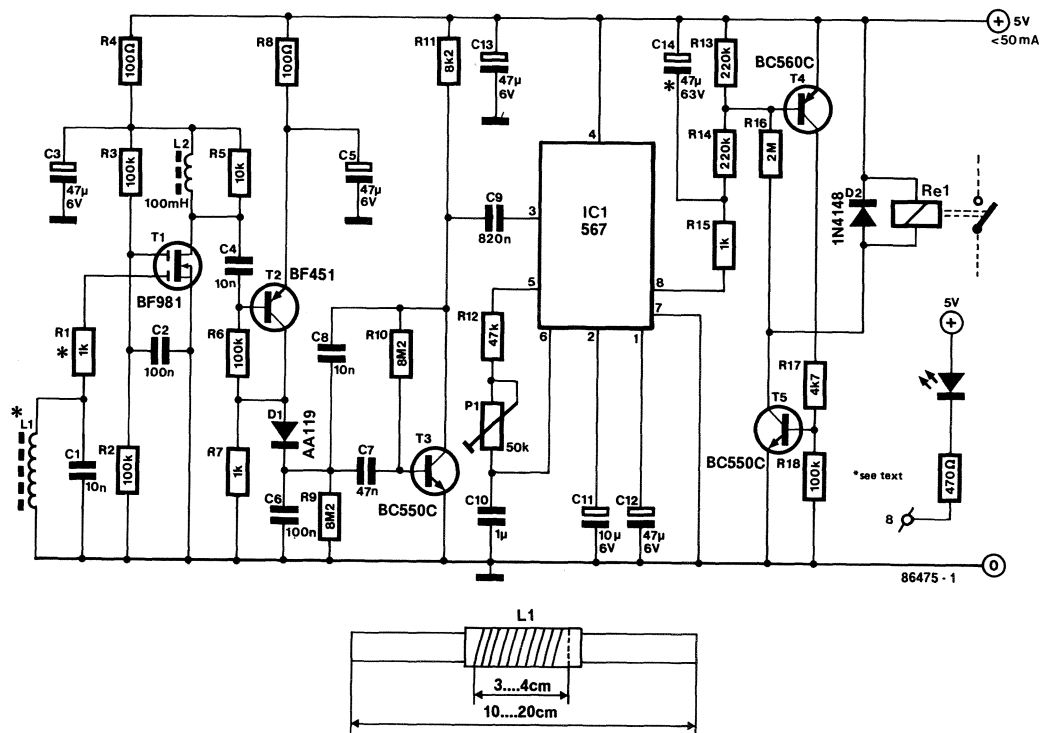 R4
100Ω
R8
100Ω
R11
8k2
C13
47µ
6V
C14
*
47µ
63V
R13
220k
BC560C
T4
+
5V
<50mA
C3
47µ
6V
R3
100k
L2
100mH
R5
10k
C5
47µ
6V
4
R14
220k
R16
2M
C9
820n
3
IC1
567
R15
1k
D2
1N4148
Re1
T1
BF981
C4
10n
T2
BF451
5
8
7
6
2
1
R1
*
1k
C2
100n
R6
100k
C8
10n
R10
8M2
R12
47k
5V
+
R17
4k7
*
L1
C1
10n
R2
100k
R7
1k
D1
AA119
C7
47n
T3
BC550C
P1
50k
T5
BC550C
R18
100k
*see text
470Ω
8
C6
100n
R9
8M2
C10
1µ
C11
10µ
6V
C12
47µ
6V
0
86475 - 1
L1
3....4cm
10....20cm